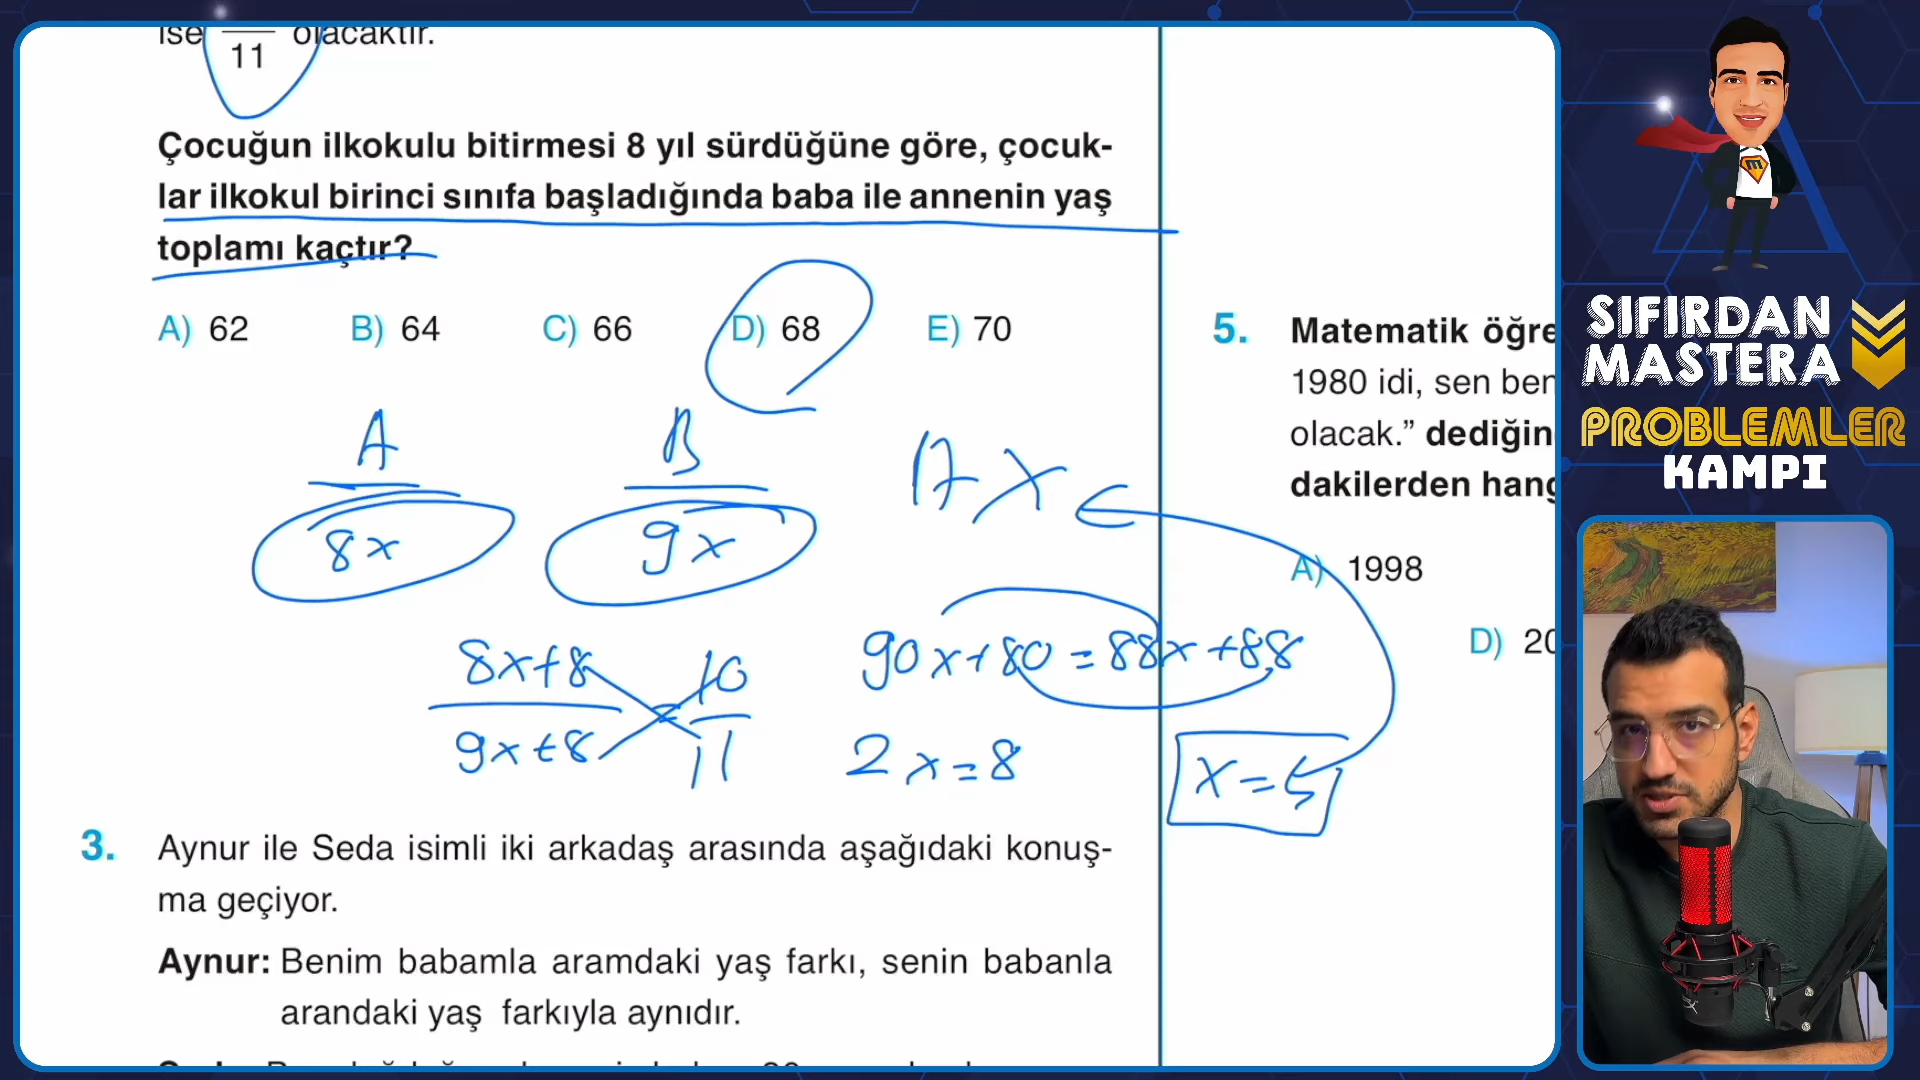 ise 11 olacaktır.
Çocuğun ilkokulu bitirmesi 8 yıl sürdüğüne göre, çocuk-
lar ilkokul birinci sınıfa başladığında baba ile annenin yaş
toplamı kaçtır?
A) 62 B) 64 C) 66 D) 68 E) 70
A B
8x 9x
17x
8x+8 = 10
9x+8 11
90x+80=88x+88
2x=8
3. Aynur ile Seda isimli iki arkadaş arasında aşağıdaki konuş-
ma geçiyor.
Aynur: Benim babamla aramdaki yaş farkı, senin babanla
arandaki yaş farkıyla aynıdır.
5. Matematik öğre
1980 idi, sen ben
olacak.” dediğin
dakilerden hang
A) 1998
D) 20
SIFIRDAN
MASTERA
PROBLEMLER
KAMPI